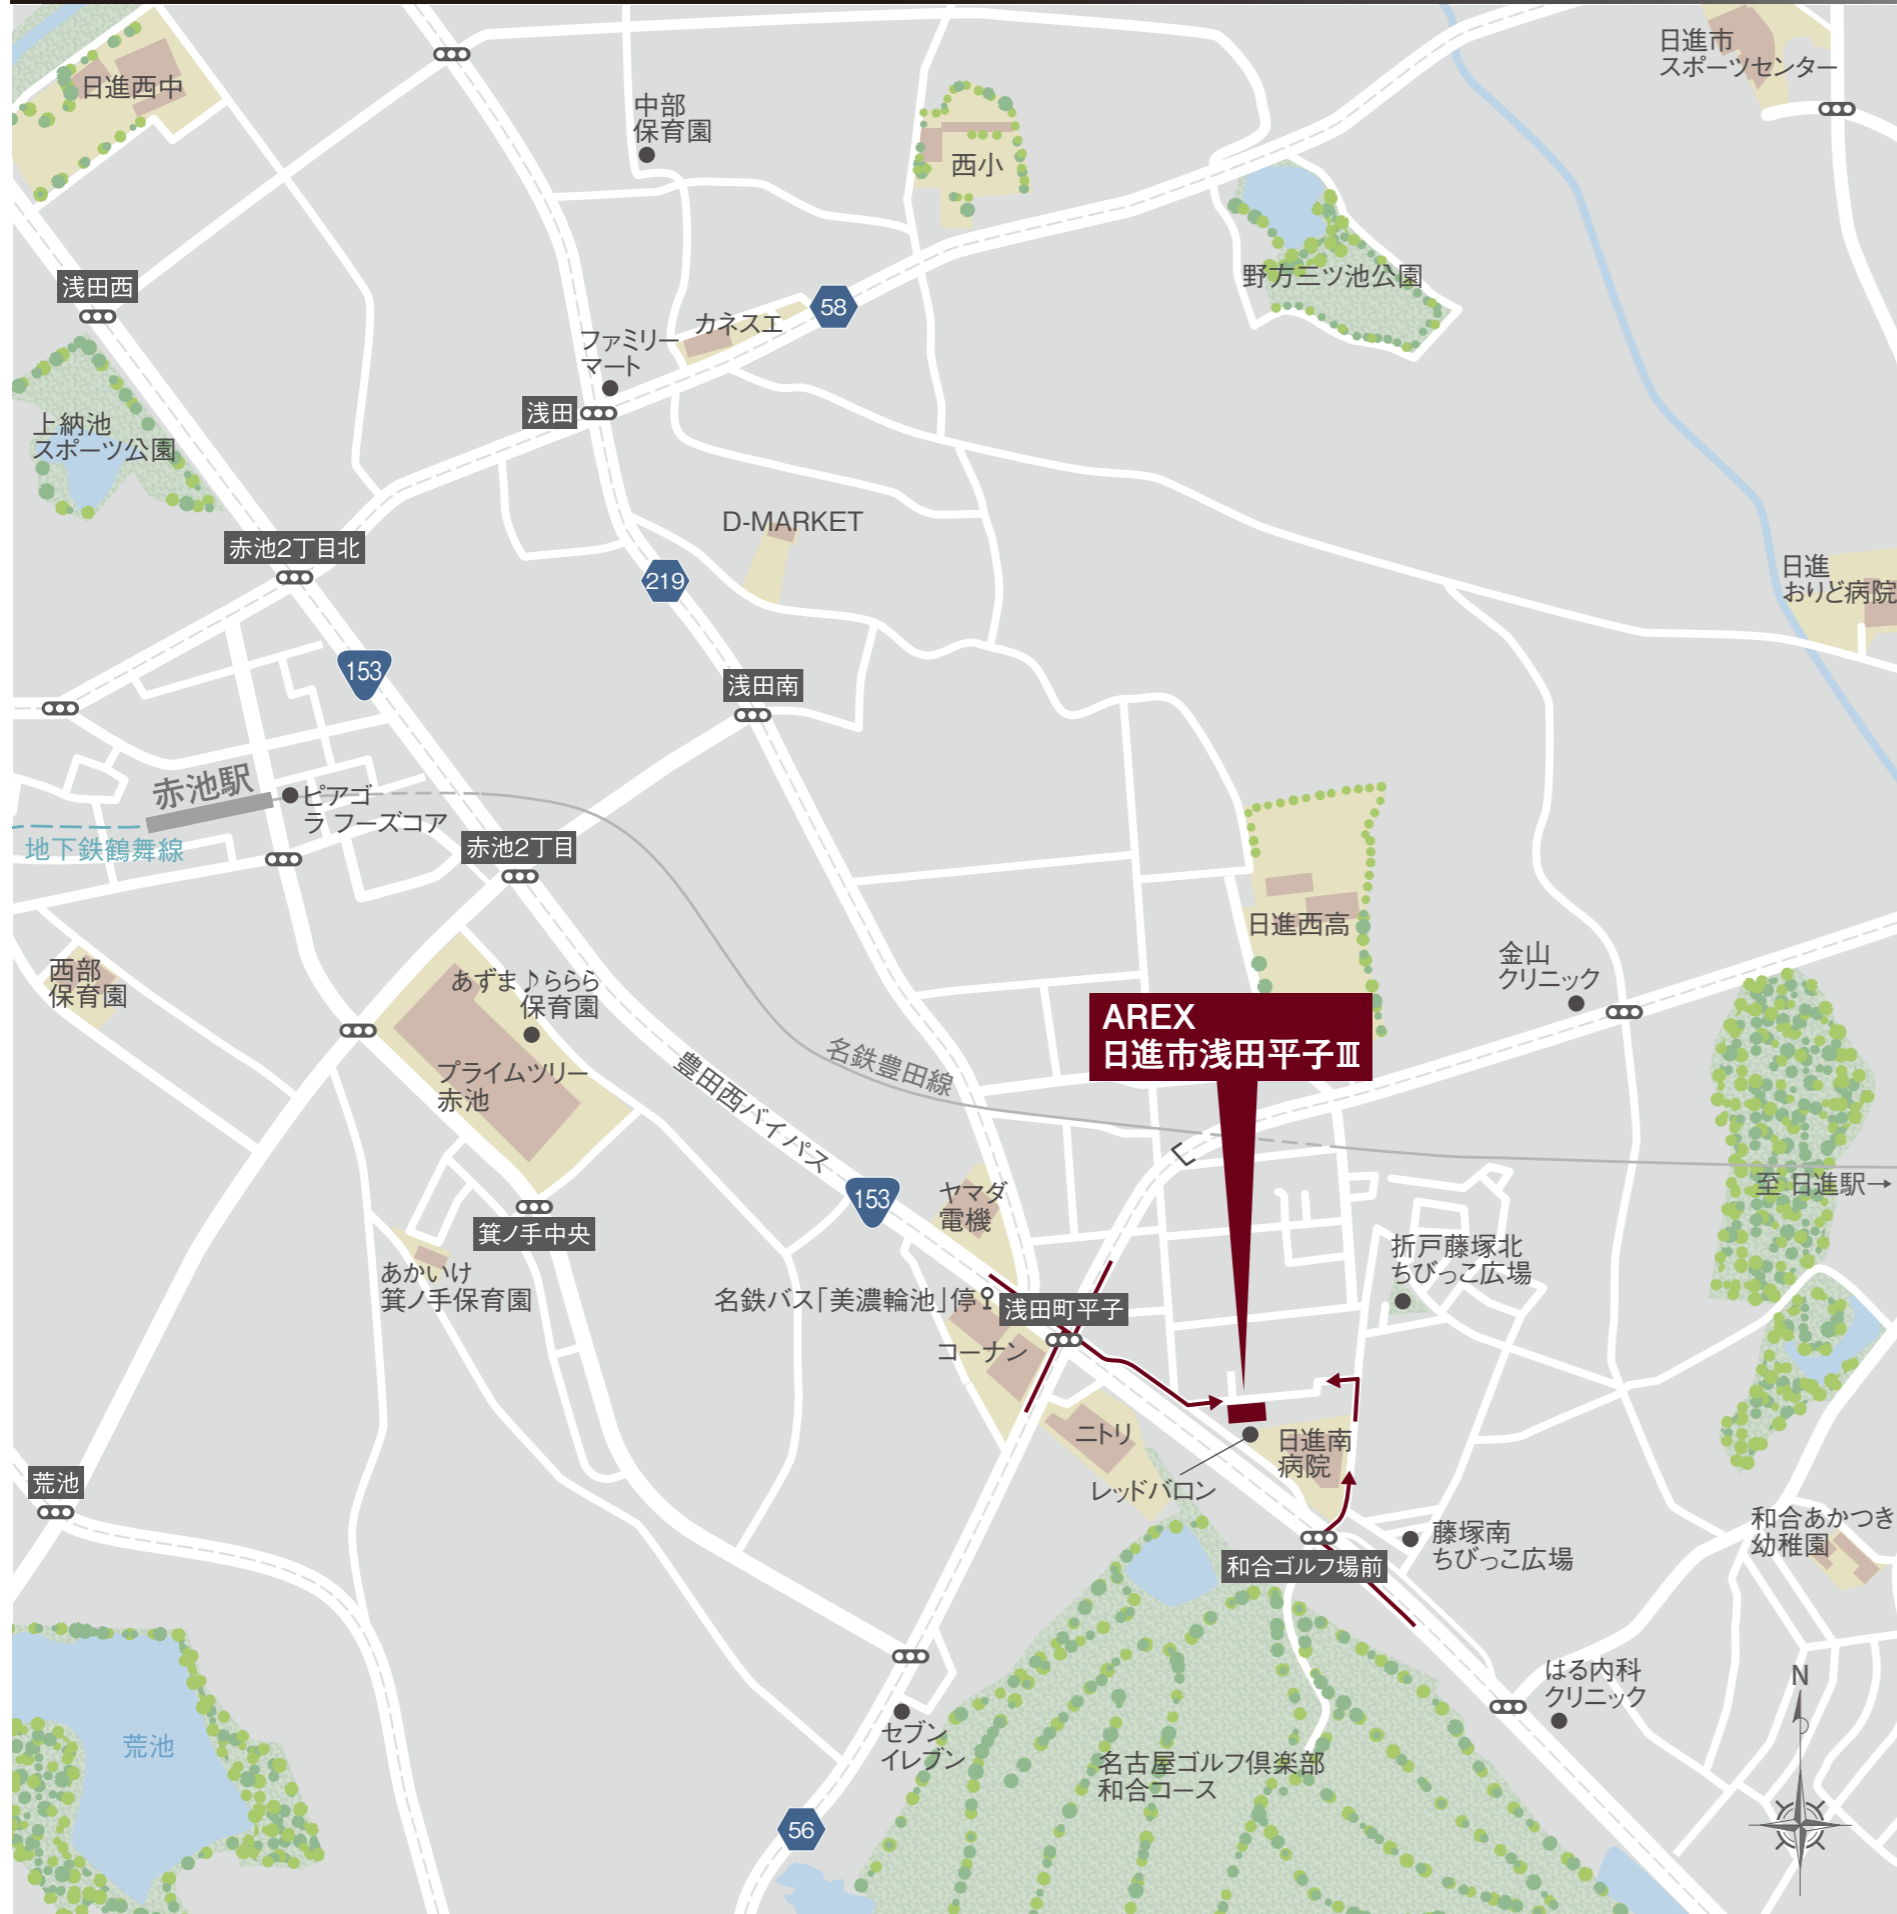 日進西中
中部
保育園
西小
日進市
スポーツセンター
浅田西
野方三ツ池公園
58
カネスエ
ファミリー
マート
浅田
上納池
スポーツ公園
D-MARKET
赤池2丁目北
219
日進
おりど病院
153
浅田南
赤池駅
ピアゴ
ラ フーズコア
地下鉄鶴舞線
赤池2丁目
日進西高
金山
クリニック
西部
保育園
あずま♪ららら
保育園
AREX
日進市浅田平子Ⅲ
プライムツリー
赤池
豊田西バイパス
名鉄豊田線
153
ヤマダ
電機
至 日進駅→
箕ノ手中央
折戸藤塚北
ちびっこ広場
あかいけ
箕ノ手保育園
名鉄バス「美濃輪池」停
浅田町平子
コーナン
ニトリ
日進南
病院
レッドバロン
荒池
和合あかつき
幼稚園
藤塚南
ちびっこ広場
和合ゴルフ場前
はる内科
クリニック
N
荒池
セブン
イレブン
名古屋ゴルフ倶楽部
和合コース
56